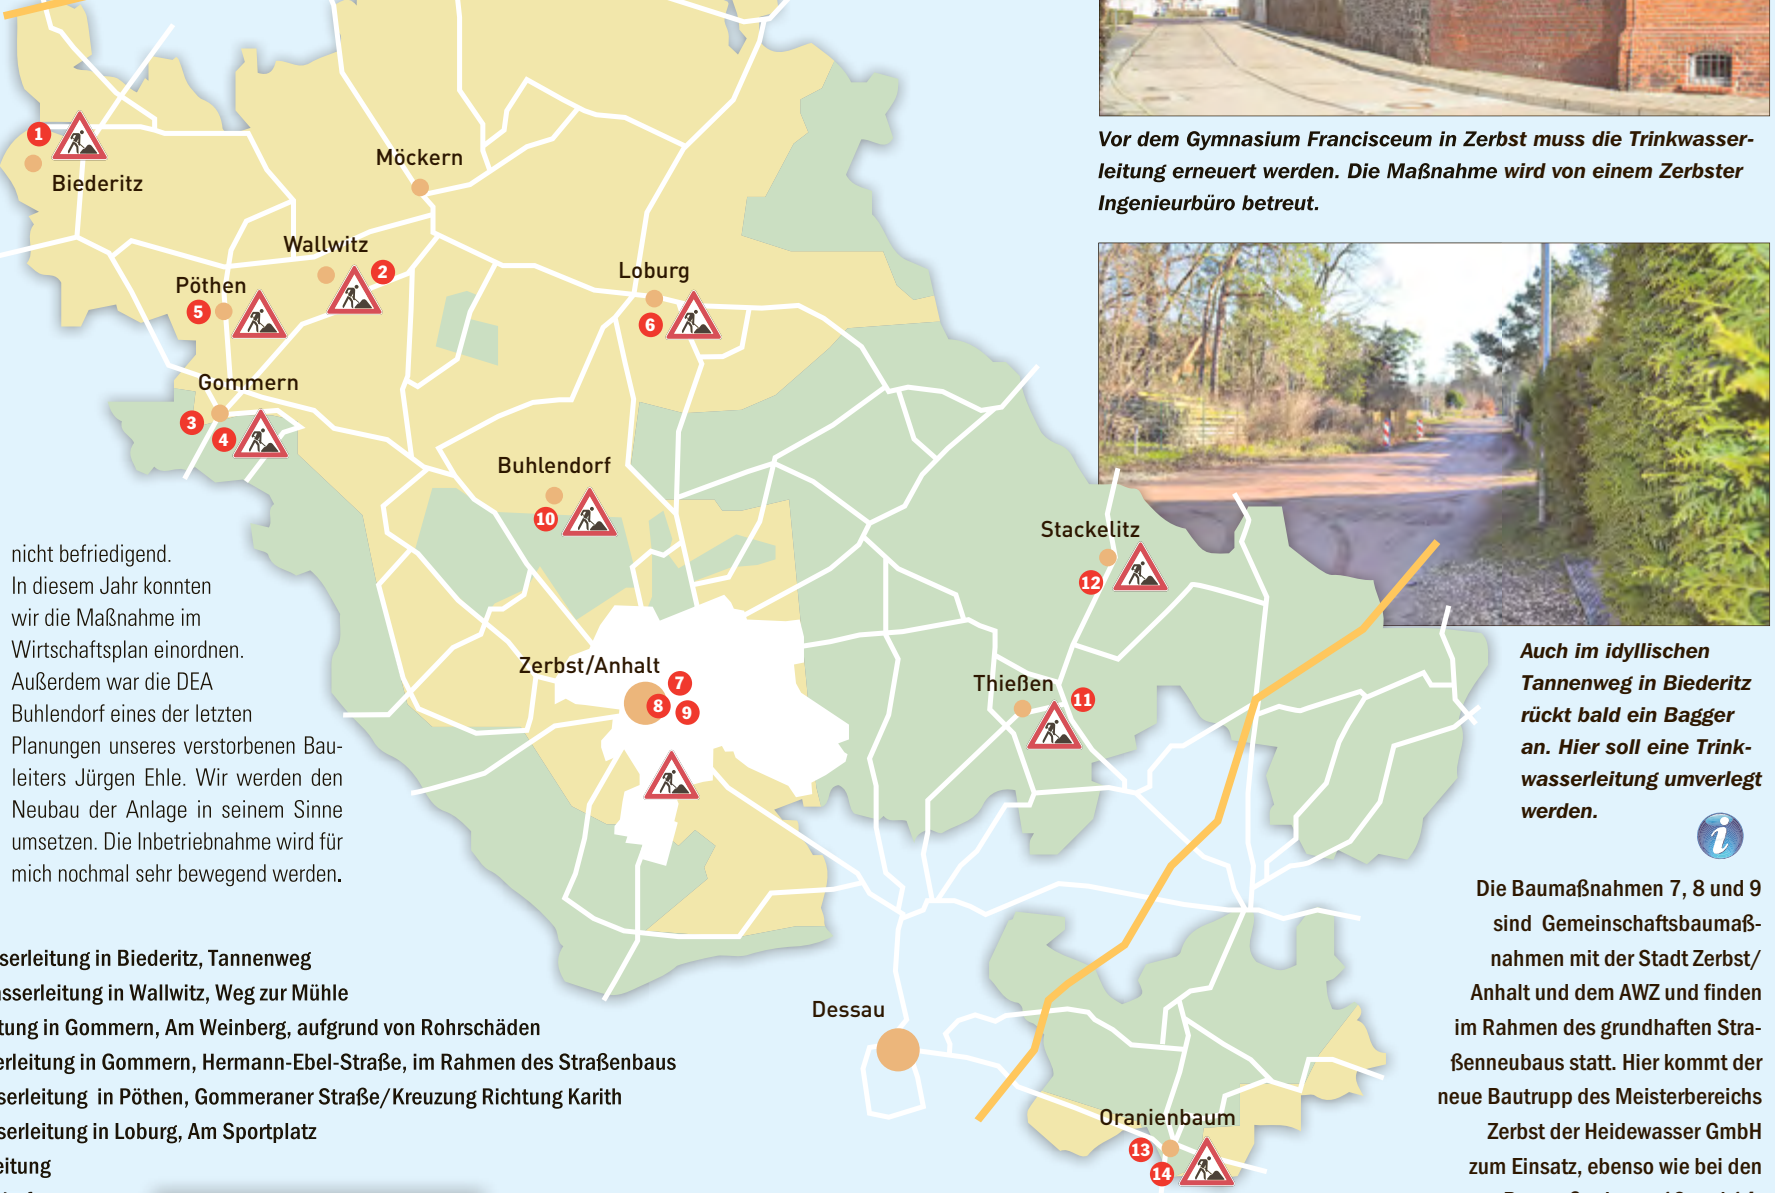 Vor dem Gymnasium Francisceum in Zerbst muss die Trinkwasser-
leitung erneuert werden. Die Maßnahme wird von einem Zerbster
Ingenieurbüro betreut.
1
Biederitz
Möckern
Wallwitz
2
Pöthen
5
Loburg
6
Gommern
3
4
Buhlendorf
10
Stackelitz
12
Zerbst/Anhalt
7
8
9
Thießen
11
Dessau
Oranienbaum
13
14
nicht befriedigend.
In diesem Jahr konnten
wir die Maßnahme im
Wirtschaftsplan einordnen.
Außerdem war die DEA
Buhlendorf eines der letzten
Planungen unseres verstorbenen Bau-
leiters Jürgen Ehle. Wir werden den
Neubau der Anlage in seinem Sinne
umsetzen. Die Inbetriebnahme wird für
mich nochmal sehr bewegend werden.
serleitung in Biederitz, Tannenweg
asserleitung in Wallwitz, Weg zur Mühle
tung in Gommern, Am Weinberg, aufgrund von Rohrschäden
erleitung in Gommern, Hermann-Ebel-Straße, im Rahmen des Straßenbaus
serleitung in Pöthen, Gommeraner Straße/Kreuzung Richtung Karith
serleitung in Loburg, Am Sportplatz
eitung
Auch im idyllischen
Tannenweg in Biederitz
rückt bald ein Bagger
an. Hier soll eine Trink-
wasserleitung umverlegt
werden.
i
Die Baumaßnahmen 7, 8 und 9
sind Gemeinschaftsbaumaß-
nahmen mit der Stadt Zerbst/
Anhalt und dem AWZ und finden
im Rahmen des grundhaften Stra-
ßenneubaus statt. Hier kommt der
neue Bautrupp des Meisterbereichs
Zerbst der Heidewasser GmbH
zum Einsatz, ebenso wie bei den